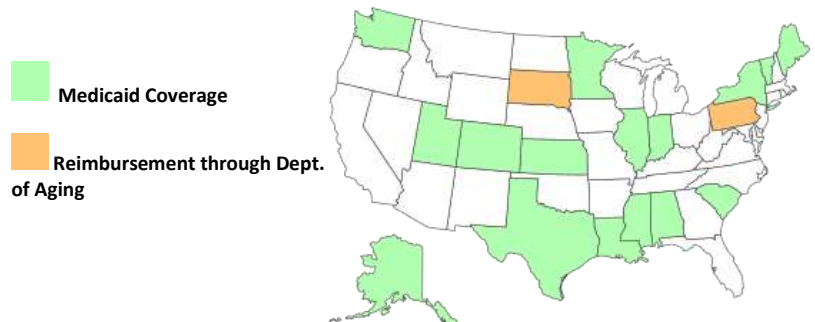 Medicaid Coverage
Reimbursement through Dept.
of Aging